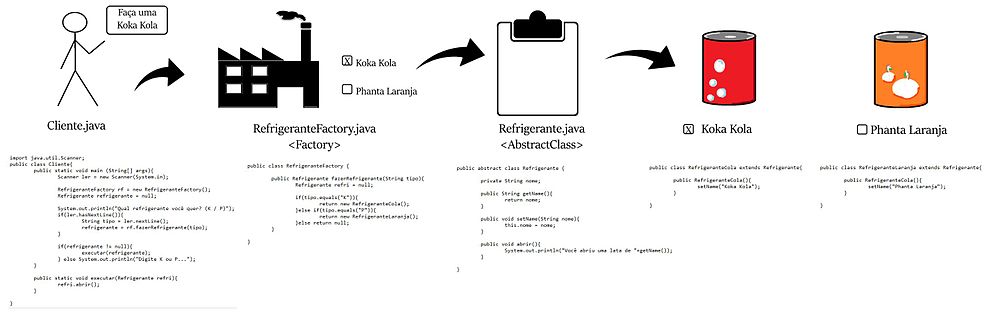 Faça uma
Koka Kola
Cliente.java
import java.util.Scanner;
public class Cliente{
public static void main (String[] args){
Scanner ler = new Scanner(System.in);
RefrigeranteFactory rf = new RefrigeranteFactory();
Refrigerante refrigerante = null;
System.out.println("Qual refrigerante você quer? (K / P)");
if(ler.hasNextLine()){
String tipo = ler.nextLine();
refrigerante = rf.fazerRefrigerante(tipo);
}
if(refrigerante != null){
executar(refrigerante);
} else System.out.println("Digite K ou P...");
}
public static void executar(Refrigerante refri){
refri.abrir();
}
}
X Koka Kola
Phanta Laranja
RefrigeranteFactory.java
<Factory>
public class RefrigeranteFactory {
public Refrigerante fazerRefrigerante(String tipo){
Refrigerante refri = null;
if(tipo.equals("K")){
return new RefrigeranteCola();
}else if(tipo.equals("P")){
return new RefrigeranteLaranja();
}else return null;
}
}
Refrigerante.java
<AbstractClass>
public abstract class Refrigerante {
private String nome;
public String getName(){
return nome;
}
public void setName(String nome){
this.nome = nome;
}
public void abrir(){
System.out.println("Você abriu uma lata de "+getName());
}
}
X Koka Kola
public class RefrigeranteCola extends Refrigerante{
public RefrigeranteCola(){
setName("Koka Kola");
}
}
Phanta Laranja
public class RefrigeranteLaranja extends Refrigerante{
public RefrigeranteCola(){
setName("Phanta Laranja");
}
}